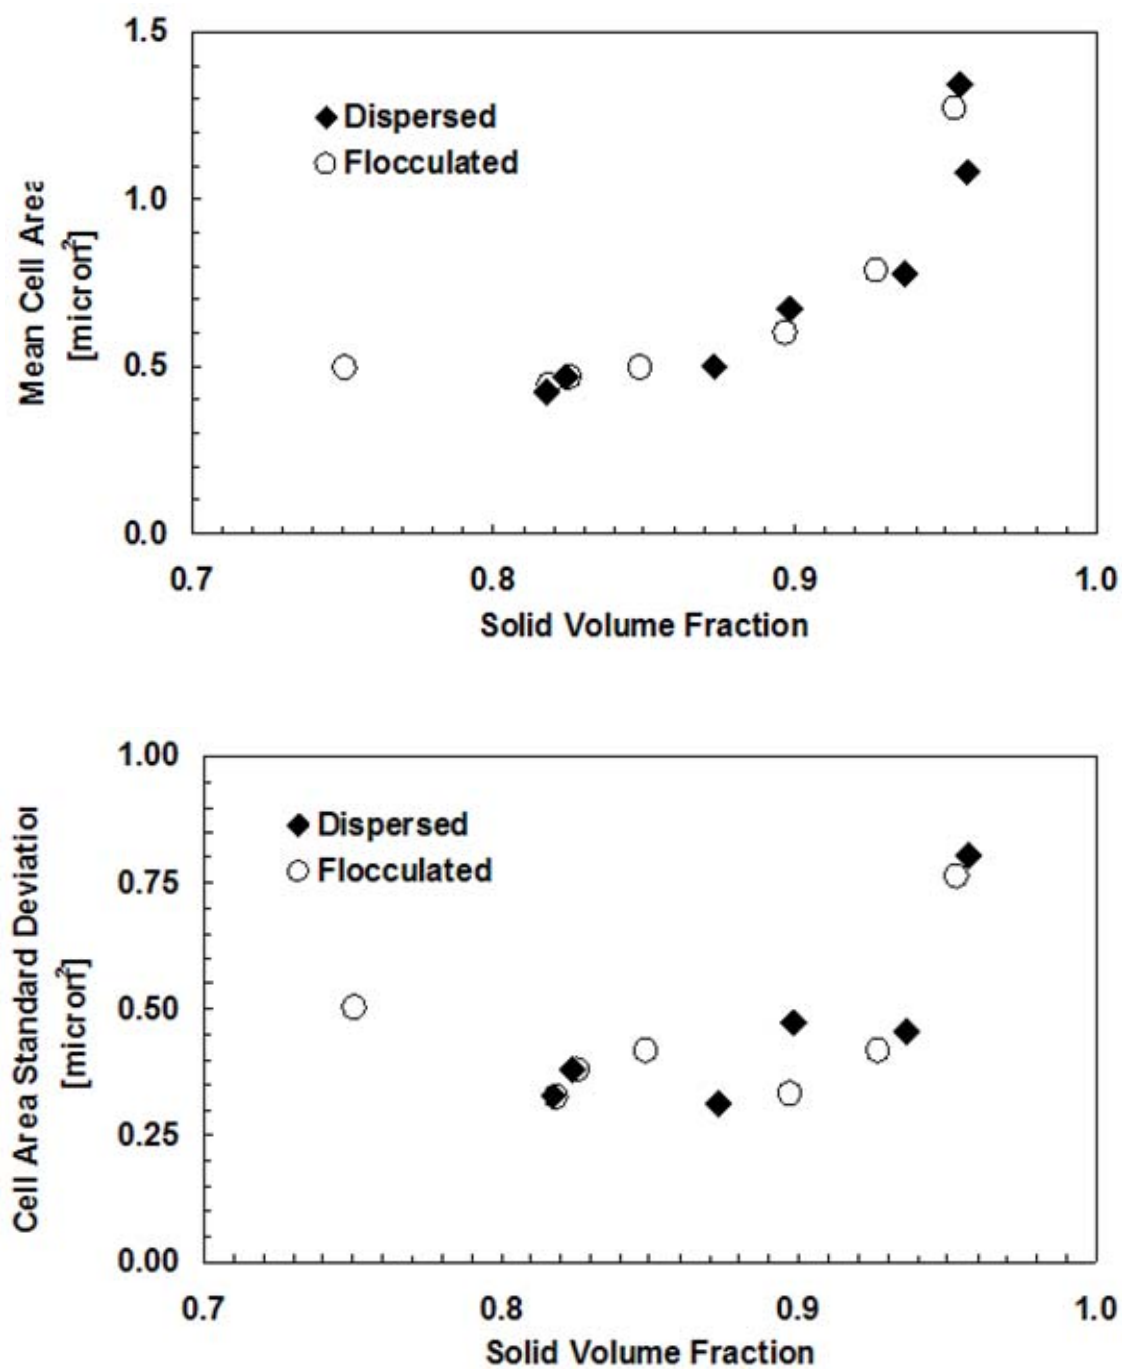 1.5
1.0
0.5
0.0
Mean Cell Area
[micron²]
Dispersed
Flocculated
0.7 0.8 0.9 1.0
Solid Volume Fraction
1.00
0.75
0.50
0.25
0.00
Cell Area Standard Deviation
[micron²]
Dispersed
Flocculated
0.7 0.8 0.9 1.0
Solid Volume Fraction